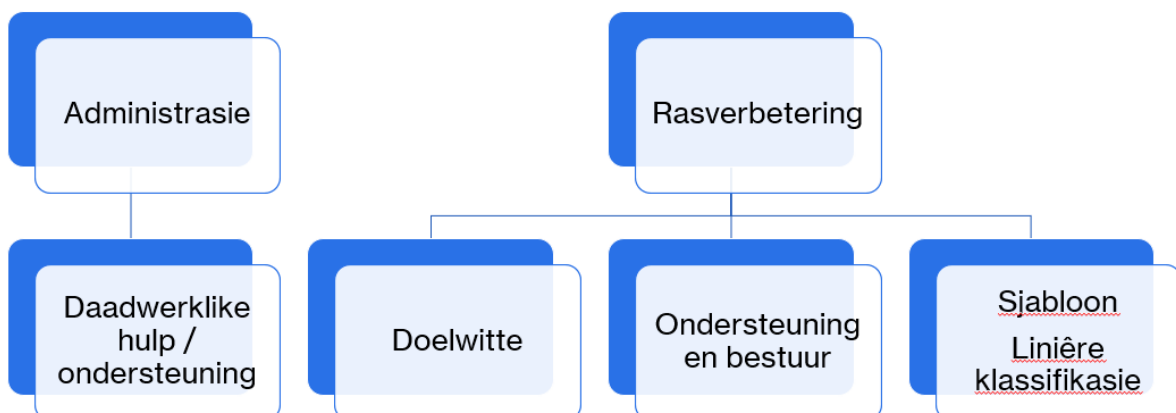 Administrasie
Rasverbetering
Daadwerklike
hulp /
ondersteuning
Doelwitte
Ondersteuning
en bestuur
Sjabloon
Liniêre
klassifikasie